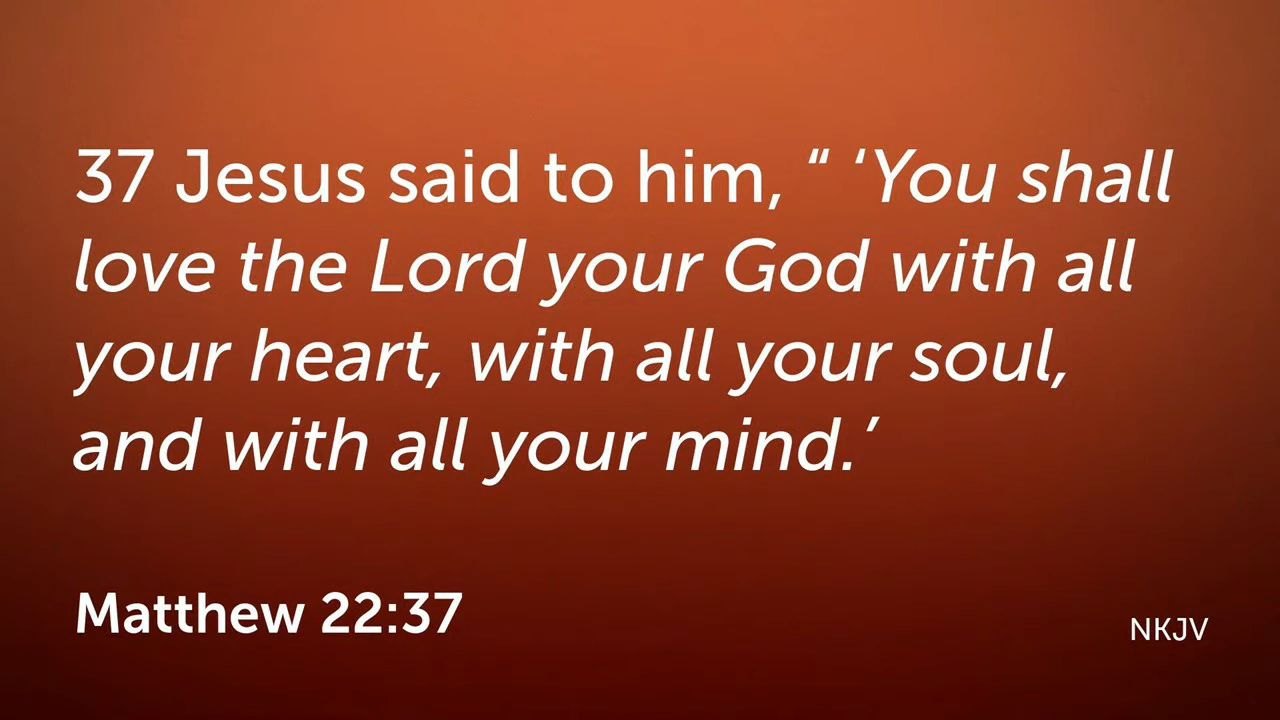 37 Jesus said to him, “ ‘You shall
love the Lord your God with all
your heart, with all your soul,
and with all your mind.’
Matthew 22:37
NKJV